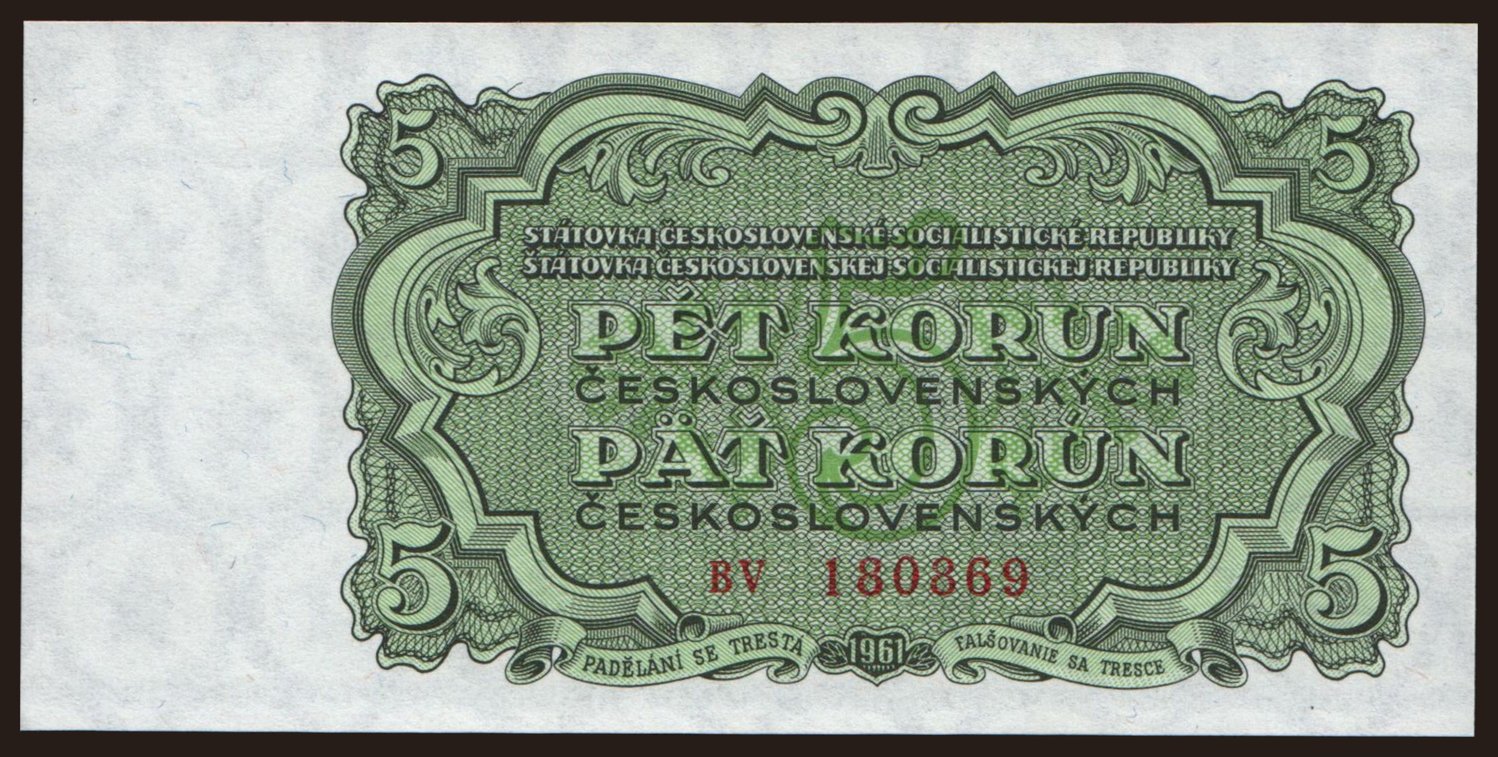 5 5
STÁTOVKA ČESKOSLOVENSKÉ SOCIALISTICKÉ REPUBLIKY
ŠTÁTOVKA ČESKOSLOVENSKEJ SOCIALISTICKEJ REPUBLIKY
PĚT KORUN
ČESKOSLOVENSKÝCH
PÄŤ KORÚN
ČESKOSLOVENSKÝCH
BV 180869
5 5
PADĚLÁNÍ SE TRESTÁ 1961 FALŠOVANIE SA TRESCE